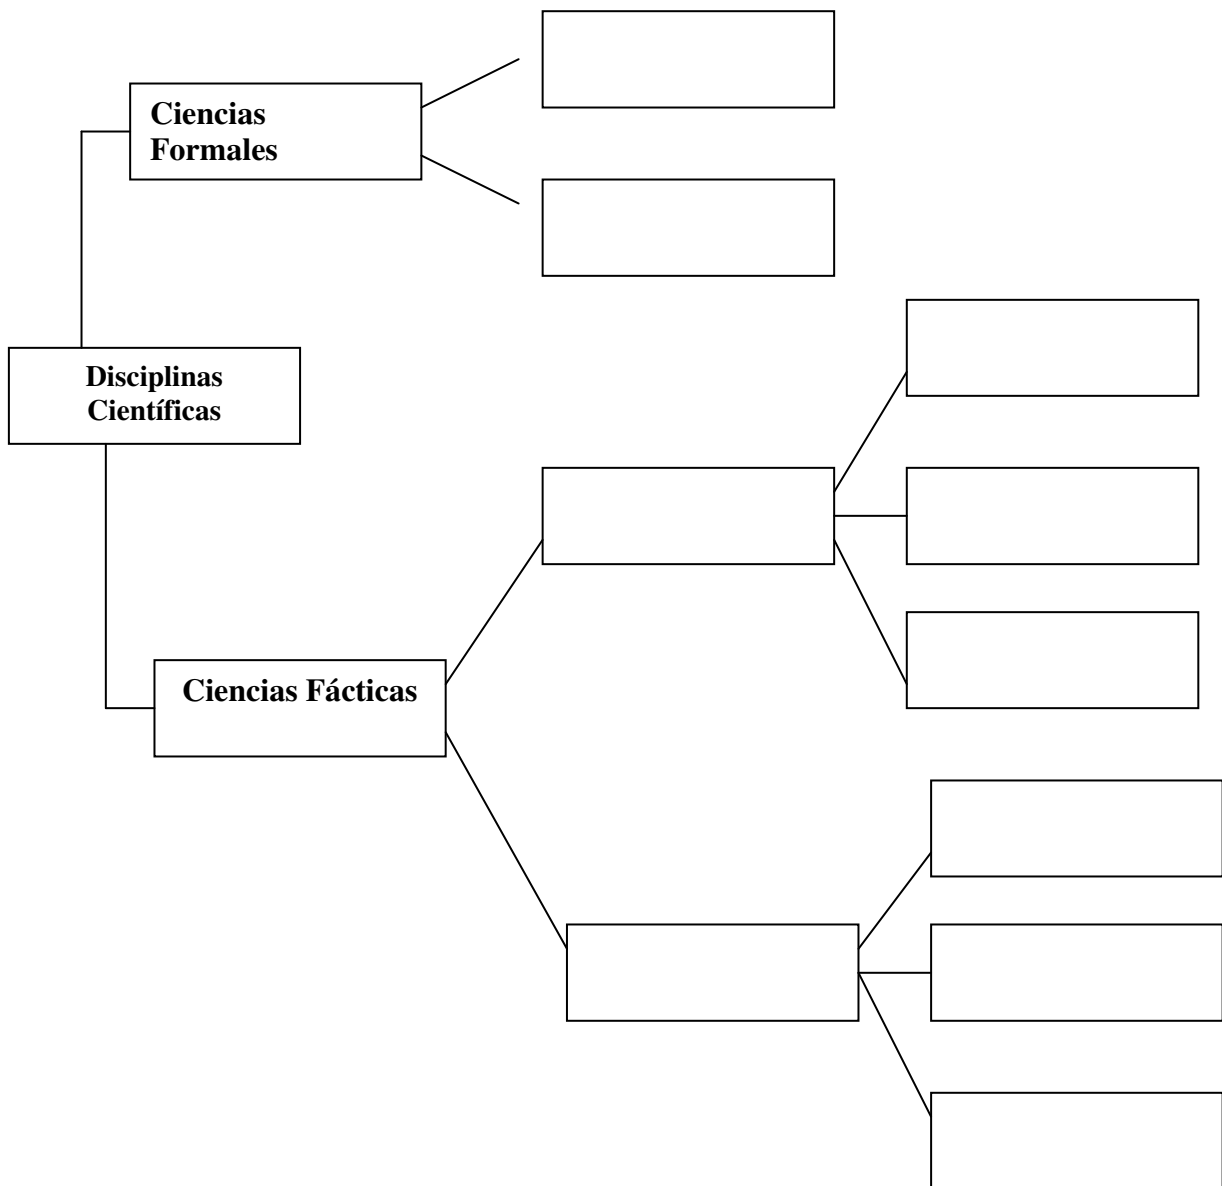 Ciencias
Formales
Disciplinas
Científicas
Ciencias Fácticas